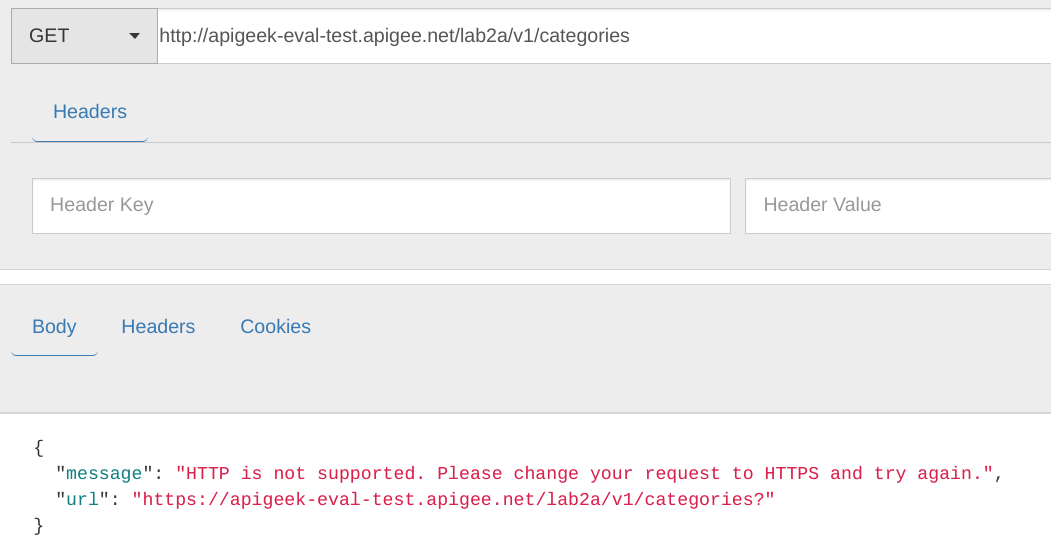 GET http://apigeek-eval-test.apigee.net/lab2a/v1/categories
Headers
Header Key Header Value
Body Headers Cookies
{
"message": "HTTP is not supported. Please change your request to HTTPS and try again.",
"url": "https://apigeek-eval-test.apigee.net/lab2a/v1/categories?"
}